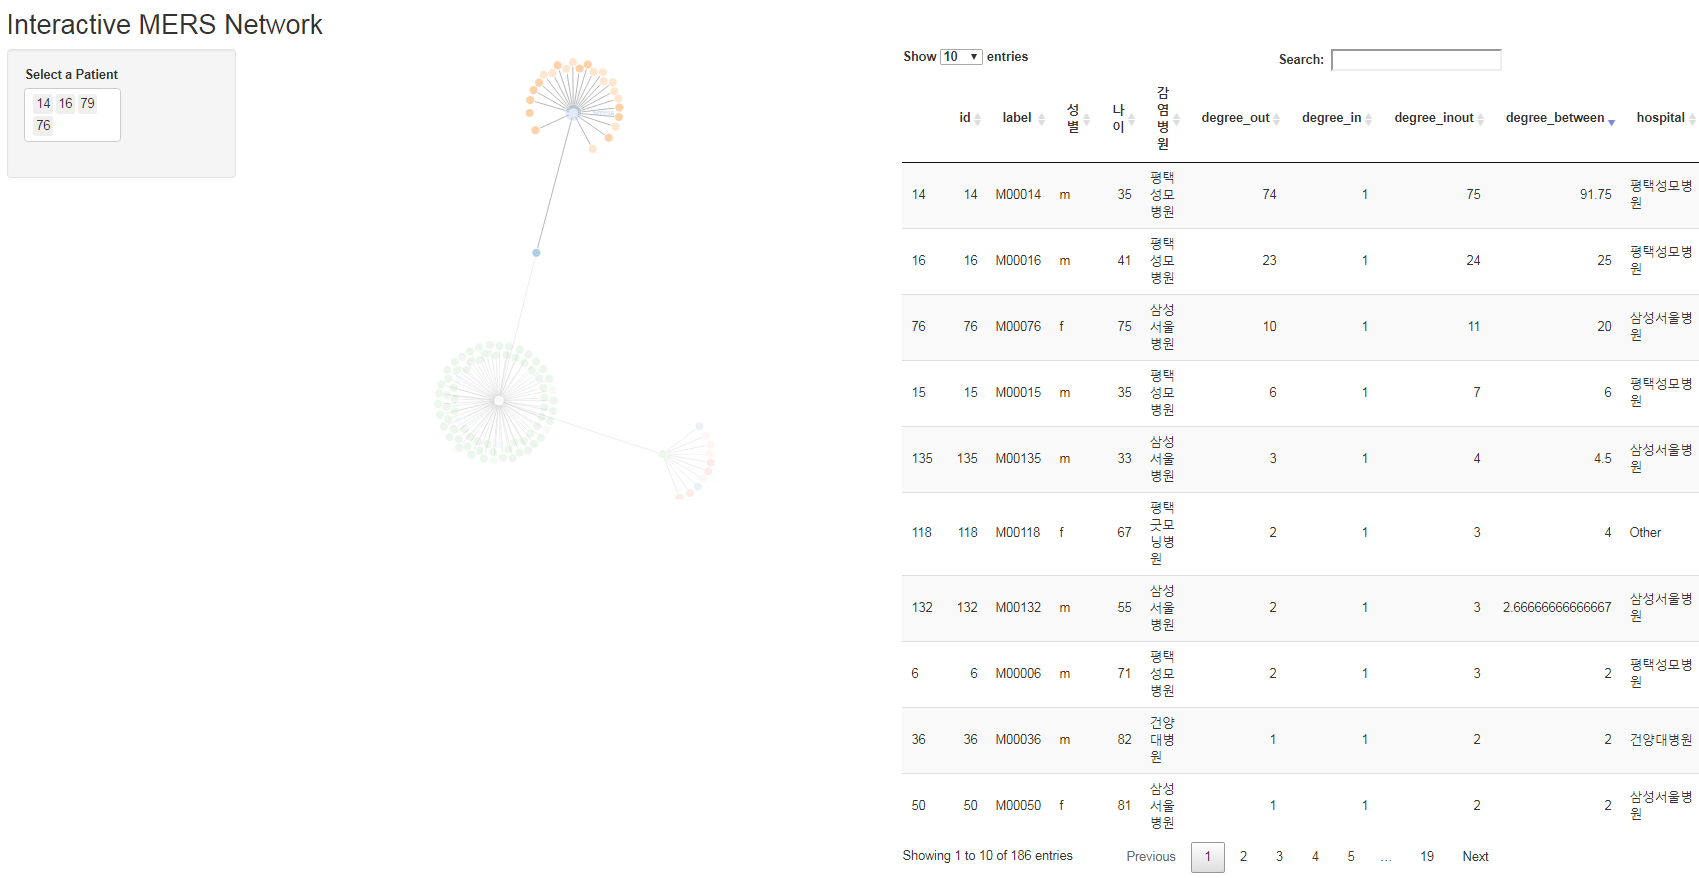 Interactive MERS Network
Select a Patient
14 16 79
76
Show 10 entries
Search:
id label 성별 나이 감염병원 degree_out degree_in degree_inout degree_between hospital
14 14 M00014 m 35 평택성모병원 74 1 75 91.75 평택성모병원
16 16 M00016 m 41 평택성모병원 23 1 24 25 평택성모병원
76 76 M00076 f 75 삼성서울병원 10 1 11 20 삼성서울병원
15 15 M00015 m 35 평택성모병원 6 1 7 6 평택성모병원
135 135 M00135 m 33 삼성서울병원 3 1 4 4.5 삼성서울병원
118 118 M00118 f 67 평택굿모닝병원 2 1 3 4 Other
132 132 M00132 m 55 삼성서울병원 2 1 3 2.66666666666667 삼성서울병원
6 6 M00006 m 71 평택성모병원 2 1 3 2 평택성모병원
36 36 M00036 m 82 건양대병원 1 1 2 2 건양대병원
50 50 M00050 f 81 삼성서울병원 1 1 2 2 삼성서울병원
Showing 1 to 10 of 186 entries
Previous 1 2 3 4 5 … 19 Next